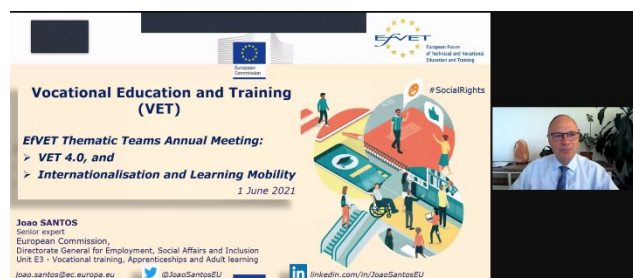 European
Commission
EfVET
European Forum
of Technical and Vocational
Education and Training
Vocational Education and Training
(VET)
#SocialRights
EfVET Thematic Teams Annual Meeting:
➢ VET 4.0, and
➢ Internationalisation and Learning Mobility
1 June 2021
Joao SANTOS
Senior expert
European Commission,
Directorate General for Employment, Social Affairs and Inclusion
Unit E3 - Vocational training, Apprenticeships and Adult learning
joao.santos@ec.europa.eu @JoaoSantosEU in linkedin.com/in/JoaoSantosEU